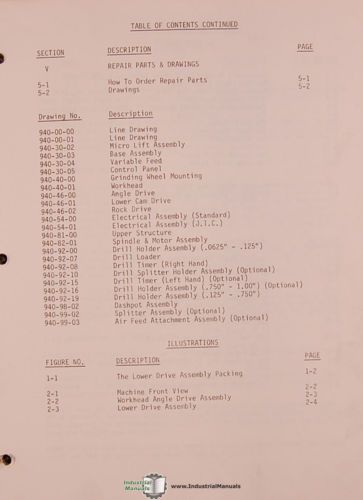 TABLE OF CONTENTS CONTINUED
SECTION DESCRIPTION PAGE
V REPAIR PARTS & DRAWINGS
5-1 How To Order Repair Parts 5-1
5-2 Drawings 5-2
Drawing No. Description
940-00-00 Line Drawing
940-00-01 Line Drawing
940-30-02 Micro Lift Assembly
940-30-03 Base Assembly
940-30-04 Variable Feed
940-30-05 Control Panel
940-40-00 Grinding Wheel Mounting
940-40-01 Workhead
940-46-00 Angle Drive
940-46-01 Lower Cam Drive
940-46-02 Rock Drive
940-54-00 Electrical Assembly (Standard)
940-54-01 Electrical Assembly (J.I.C.)
940-81-00 Upper Structure
940-82-01 Spindle & Motor Assembly
940-92-00 Drill Holder Assembly (.0625" - .125")
940-92-07 Drill Loader
940-92-08 Drill Timer (Right Hand)
940-92-10 Drill Splitter Holder Assembly (Optional)
940-92-15 Drill Timer (Left Hand) (Optional)
940-92-16 Drill Holder Assembly (.750" - 1.00") (Optional)
940-92-19 Drill Holder Assembly (.125" - .750")
940-98-02 Dashpot Assembly
940-99-02 Splitter Assembly (Optional)
940-99-03 Air Feed Attachment Assembly (Optional)
ILLUSTRATIONS
FIGURE NO. DESCRIPTION PAGE
1-1 The Lower Drive Assembly Packing 1-2
2-1 Machine Front View 2-2
2-2 Workhead Angle Drive Assembly 2-3
2-3 Lower Drive Assembly 2-4
Industrial Manuals www.IndustrialManuals.com